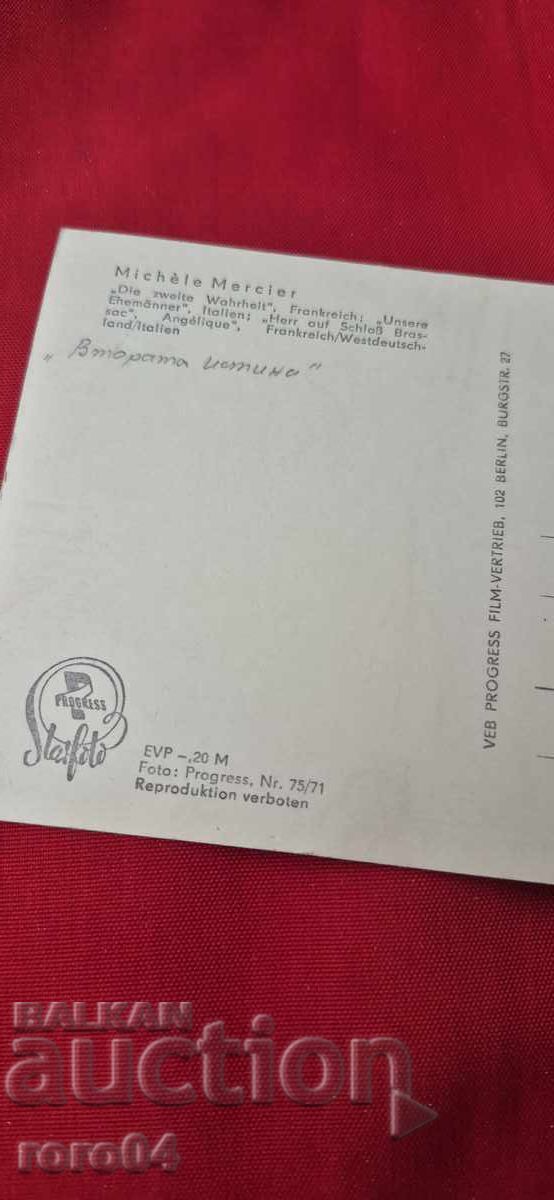 Michèle Mercier
„Die zweite Wahrheit", Frankreich; „Unsere
Ehemänner", Italien; „Herr auf Schloß Bras-
sac", Angélique", Frankreich/Westdeutsch-
land/Italien
„Втората истина"
VEB PROGRESS FILM-VERTRIEB, 102 BERLIN, BURGSTR. 27
PROGRESS
Starfoto
EVP –,20 M
Foto: Progress, Nr. 75/71
Reproduktion verboten
BALKAN
auction
roro04